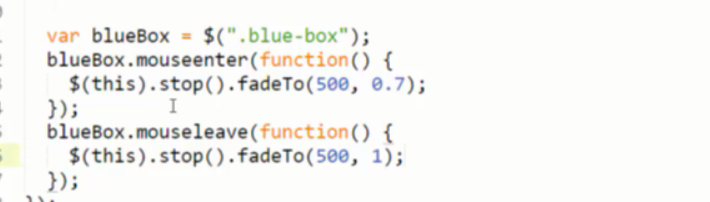 var blueBox = $(".blue-box");
blueBox.mouseenter(function() {
$(this).stop().fadeTo(500, 0.7);
});
blueBox.mouseleave(function() {
$(this).stop().fadeTo(500, 1);
});